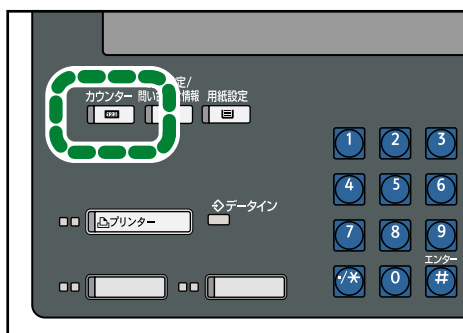 定/
カウンター 問い 情報 用紙設定
123
1 2 3
4 5 6
データイン
プリンター
7 8 9
エンター
·/* 0 #